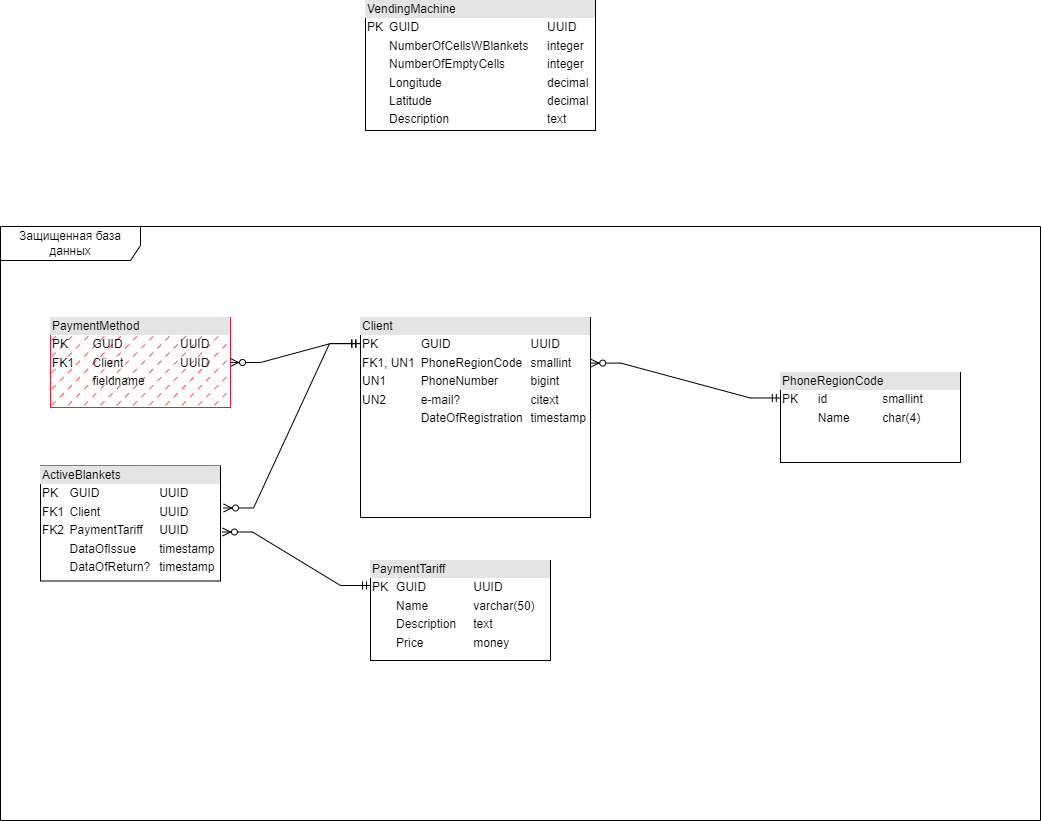 VendingMachine
PK GUID UUID
NumberOfCellsWBlankets integer
NumberOfEmptyCells integer
Longitude decimal
Latitude decimal
Description text
Защищенная база
данных
PaymentMethod
PK GUID UUID
FK1 Client UUID
fieldname
Client
PK GUID UUID
FK1, UN1 PhoneRegionCode smallint
UN1 PhoneNumber bigint
UN2 e-mail? citext
DateOfRegistration timestamp
PhoneRegionCode
PK id smallint
Name char(4)
ActiveBlankets
PK GUID UUID
FK1 Client UUID
FK2 PaymentTariff UUID
DataOfIssue timestamp
DataOfReturn? timestamp
PaymentTariff
PK GUID UUID
Name varchar(50)
Description text
Price money